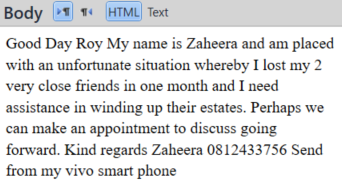 Body HTML Text
Good Day Roy My name is Zaheera and am placed
with an unfortunate situation whereby I lost my 2
very close friends in one month and I need
assistance in winding up their estates. Perhaps we
can make an appointment to discuss going
forward. Kind regards Zaheera 0812433756 Send
from my vivo smart phone